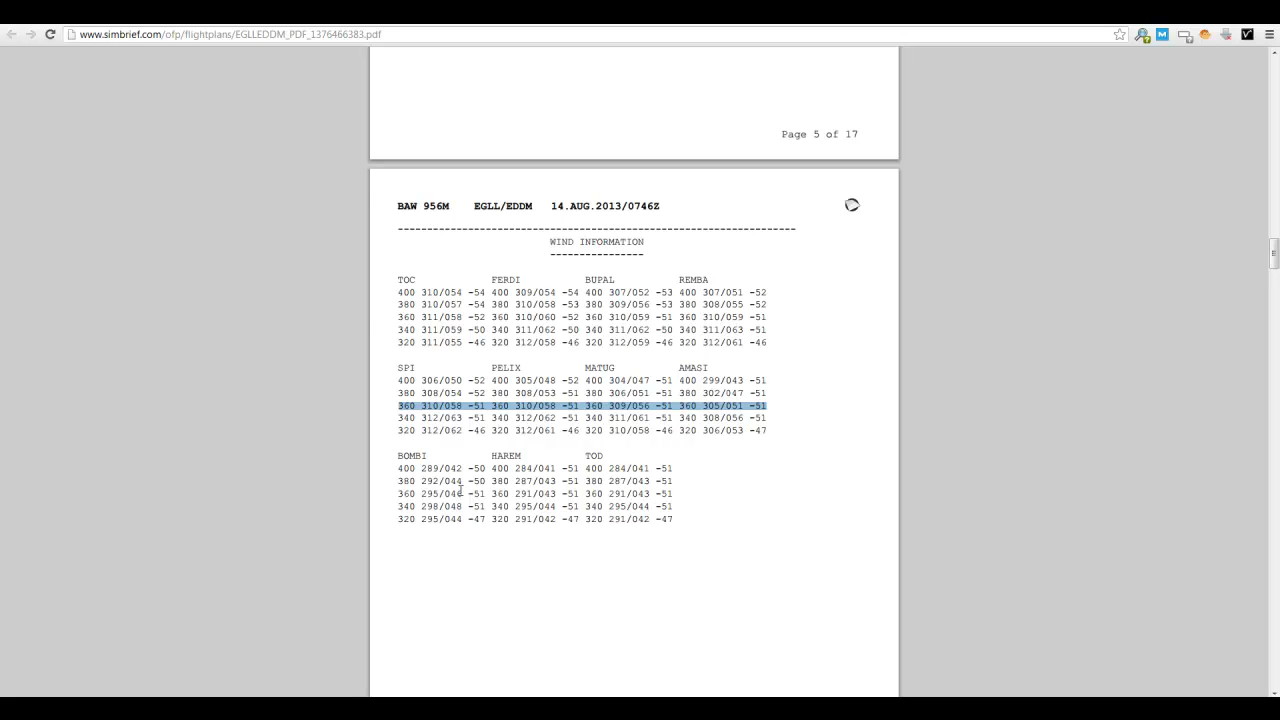 www.simbrief.com/ofp/flightplans/EGLLEDDM_PDF_1376466383.pdf
Page 5 of 17
BAW 956M EGLL/EDDM 14.AUG.2013/0746Z
--------------------------------------------------------------------
WIND INFORMATION
----------------
TOC FERDI BUPAL REMBA
400 310/054 -54 400 309/054 -54 400 307/052 -53 400 307/051 -52
380 310/057 -54 380 310/058 -53 380 309/056 -53 380 308/055 -52
360 311/058 -52 360 310/060 -52 360 310/059 -51 360 310/059 -51
340 311/059 -50 340 311/062 -50 340 311/062 -50 340 311/063 -51
320 311/055 -46 320 312/058 -46 320 312/059 -46 320 312/061 -46
SPI PELIX MATUG AMASI
400 306/050 -52 400 305/048 -52 400 304/047 -51 400 299/043 -51
380 308/054 -52 380 308/053 -51 380 306/051 -51 380 302/047 -51
360 310/058 -51 360 310/058 -51 360 309/056 -51 360 305/051 -51
340 312/063 -51 340 312/062 -51 340 311/061 -51 340 308/056 -51
320 312/062 -46 320 312/061 -46 320 310/058 -46 320 306/053 -47
BOMBI HAREM TOD
400 289/042 -50 400 284/041 -51 400 284/041 -51
380 292/044 -50 380 287/043 -51 380 287/043 -51
360 295/046 -51 360 291/043 -51 360 291/043 -51
340 298/048 -51 340 295/044 -51 340 295/044 -51
320 295/044 -47 320 291/042 -47 320 291/042 -47